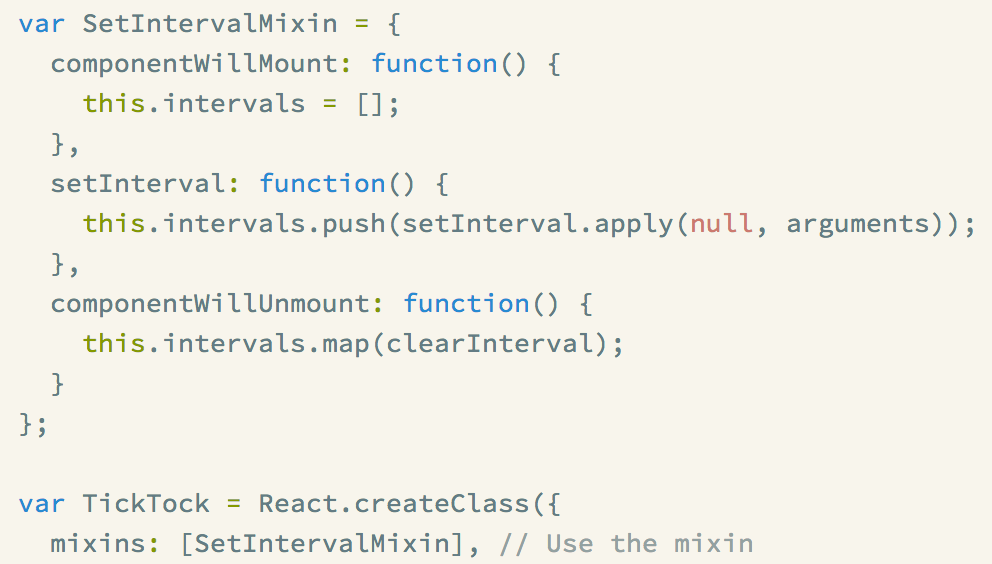 var SetIntervalMixin = {
  componentWillMount: function() {
    this.intervals = [];
  },
  setInterval: function() {
    this.intervals.push(setInterval.apply(null, arguments));
  },
  componentWillUnmount: function() {
    this.intervals.map(clearInterval);
  }
};

var TickTock = React.createClass({
  mixins: [SetIntervalMixin], // Use the mixin